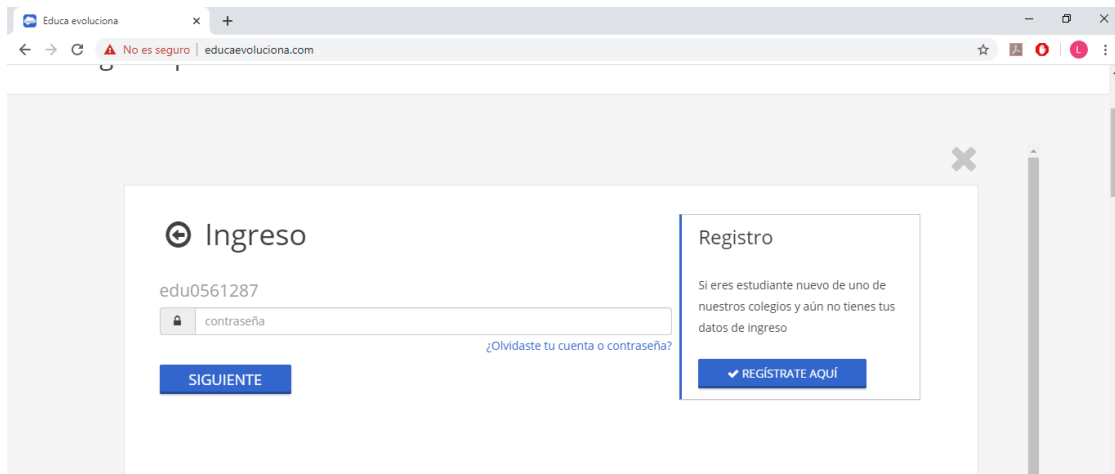 Educa evoluciona
No es seguro | educaevoluciona.com
L
Ingreso
edu0561287
contraseña
¿Olvidaste tu cuenta o contraseña?
SIGUIENTE
Registro
Si eres estudiante nuevo de uno de
nuestros colegios y aún no tienes tus
datos de ingreso
REGÍSTRATE AQUÍ